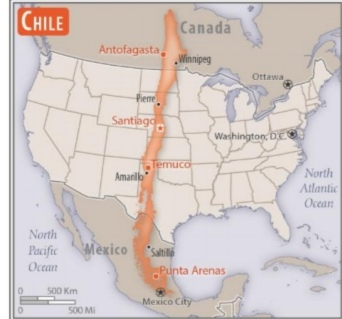 CHILE
Canada
Antofagasta
Winnipeg
Ottawa
Pierre
Santiago
Washington, D.C.
Temuco
Amarillo
North
Atlantic
Ocean
North
Pacific
Ocean
Mexico
Saltillo
Punta Arenas
Mexico City
0 500 Km
0 500 Mi